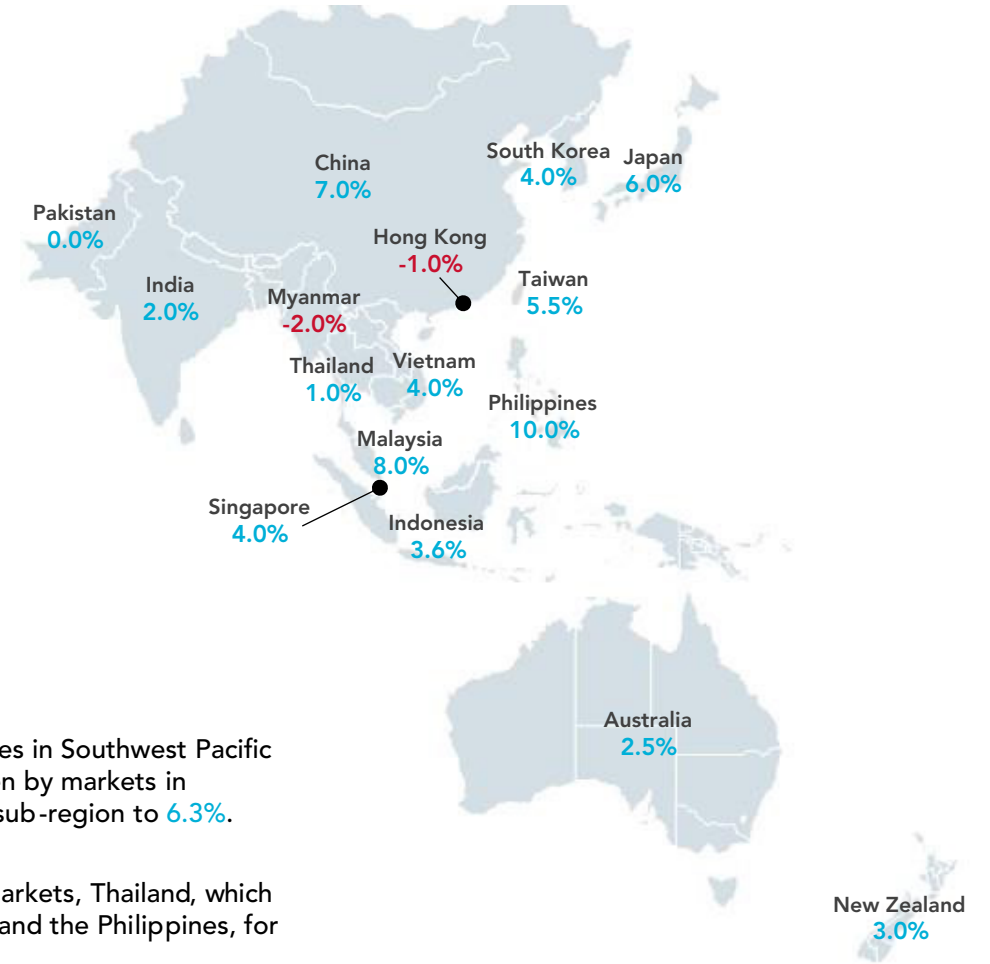 China
7.0%
South Korea
4.0%
Japan
6.0%
Pakistan
0.0%
Hong Kong
-1.0%
India
2.0%
Myanmar
-2.0%
Taiwan
5.5%
Thailand
1.0%
Vietnam
4.0%
Philippines
10.0%
Malaysia
8.0%
Singapore
4.0%
Indonesia
3.6%
Australia
2.5%
es in Southwest Pacific
n by markets in
sub-region to 6.3%.
arkets, Thailand, which
and the Philippines, for
New Zealand
3.0%